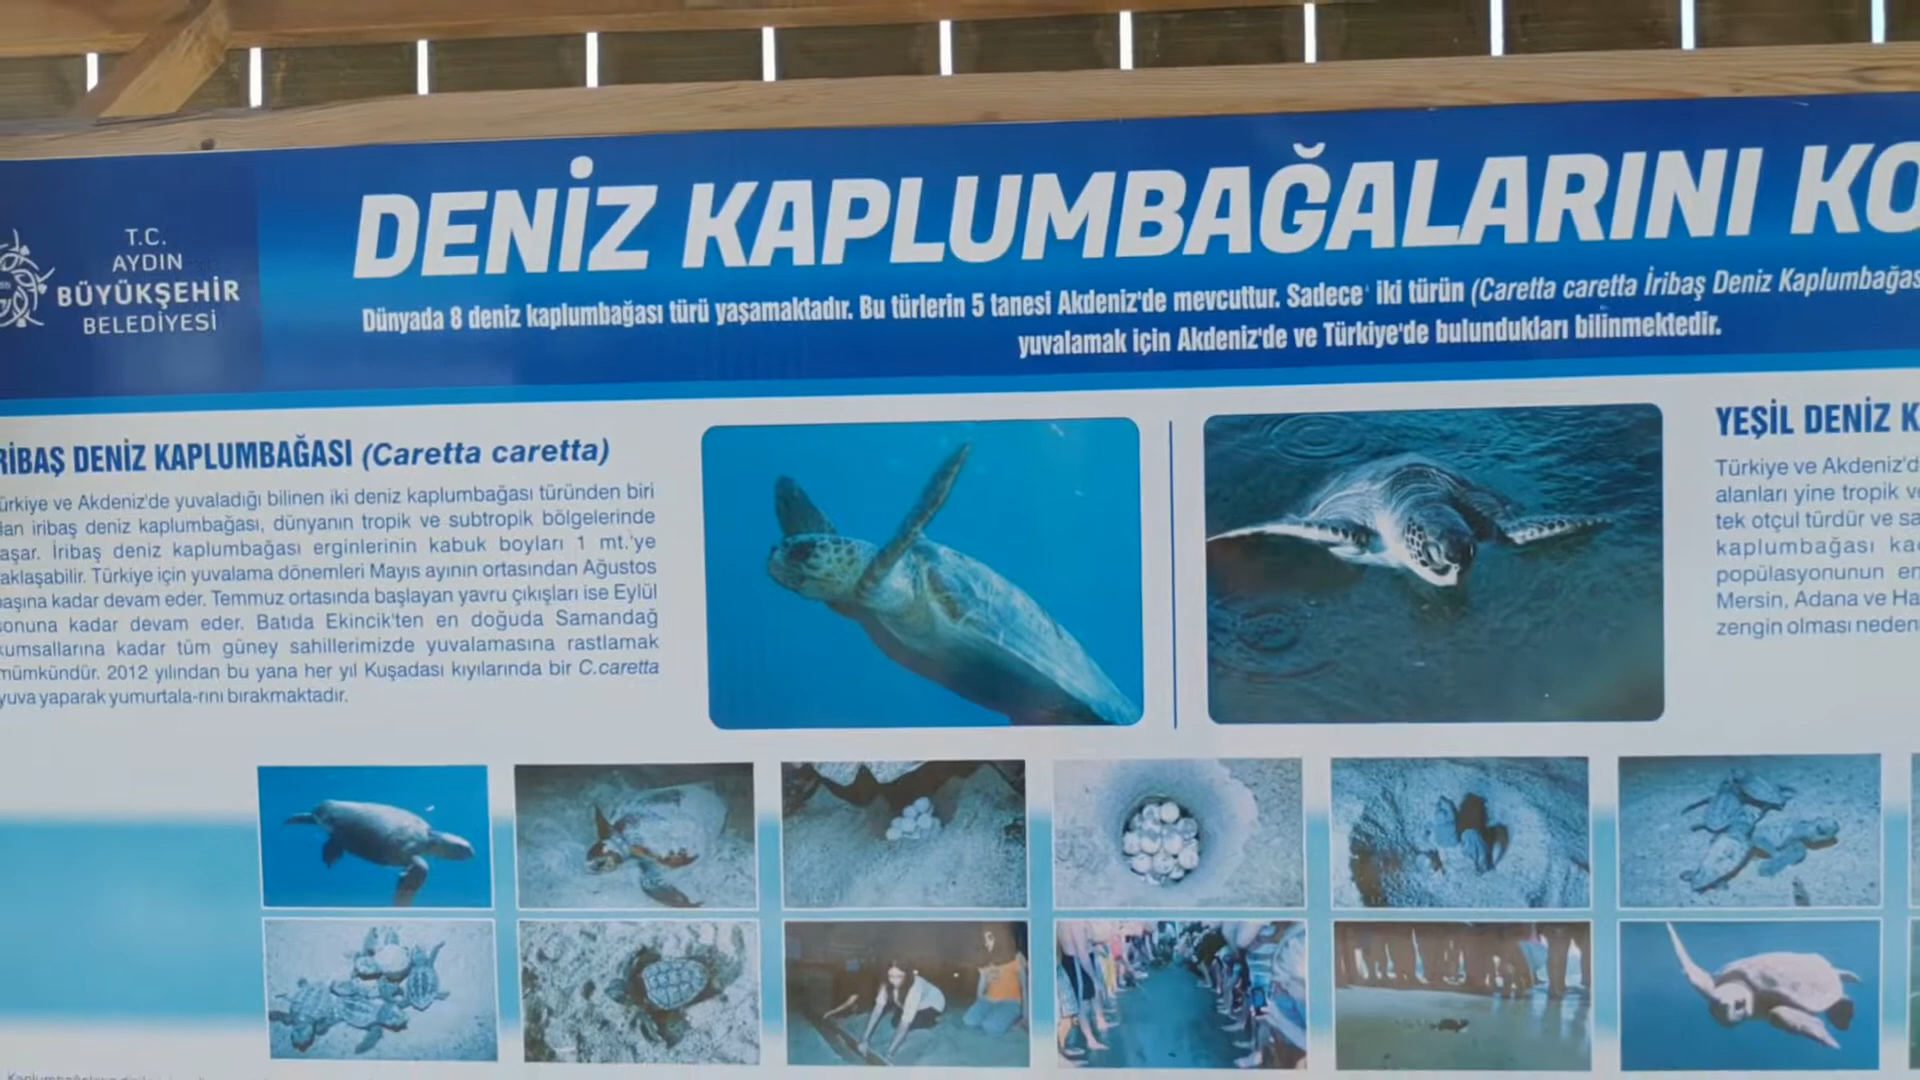 T.C.
AYDIN
BÜYÜKŞEHİR
BELEDİYESİ
DENİZ KAPLUMBAĞALARINI KO
Dünyada 8 deniz kaplumbağası türü yaşamaktadır. Bu türlerin 5 tanesi Akdeniz'de mevcuttur. Sadece iki türün (Caretta caretta İribaş Deniz Kaplumbağas
yuvalamak için Akdeniz'de ve Türkiye'de bulundukları bilinmektedir.
RİBAŞ DENİZ KAPLUMBAĞASI (Caretta caretta)
ürkiye ve Akdeniz'de yuvaladığı bilinen iki deniz kaplumbağası türünden biri
lan iribaş deniz kaplumbağası, dünyanın tropik ve subtropik bölgelerinde
aşar. İribaş deniz kaplumbağası erginlerinin kabuk boyları 1 mt.'ye
aklaşabilir. Türkiye için yuvalama dönemleri Mayıs ayının ortasından Ağustos
aşına kadar devam eder. Temmuz ortasında başlayan yavru çıkışları ise Eylül
onuna kadar devam eder. Batıda Ekincik'ten en doğuda Samandağ
umsallarına kadar tüm güney sahillerimizde yuvalamasına rastlamak
mümkündür. 2012 yılından bu yana her yıl Kuşadası kıyılarında bir C.caretta
yuva yaparak yumurtala-rını bırakmaktadır.
YEŞİL DENİZ K
Türkiye ve Akdeniz'd
alanları yine tropik v
tek otçul türdür ve sa
kaplumbağası ka
popülasyonunun en
Mersin, Adana ve Ha
zengin olması neden